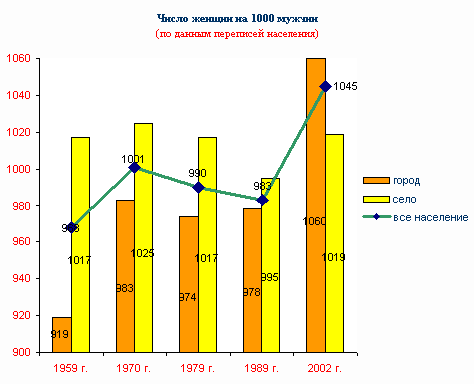 Число женщин на 1000 мужчин
(по данным переписей населения)
1060
1040
1020
1000
980
960
940
920
900
919
1017
983
1025
974
1017
978
995
1060
1019
1001
990
983
1045
город
село
все население
1959 г.
1970 г.
1979 г.
1989 г.
2002 г.